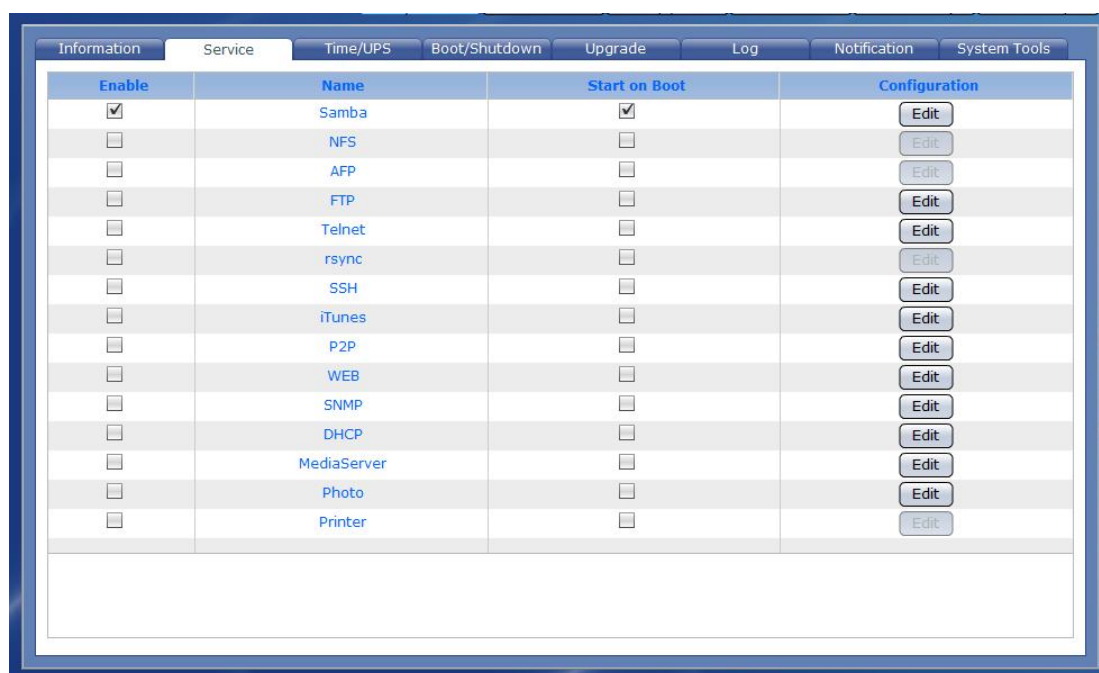 Information Service Time/UPS Boot/Shutdown Upgrade Log Notification System Tools
Enable Name Start on Boot Configuration
Samba Edit
NFS Edit
AFP Edit
FTP Edit
Telnet Edit
rsync Edit
SSH Edit
iTunes Edit
P2P Edit
WEB Edit
SNMP Edit
DHCP Edit
MediaServer Edit
Photo Edit
Printer Edit